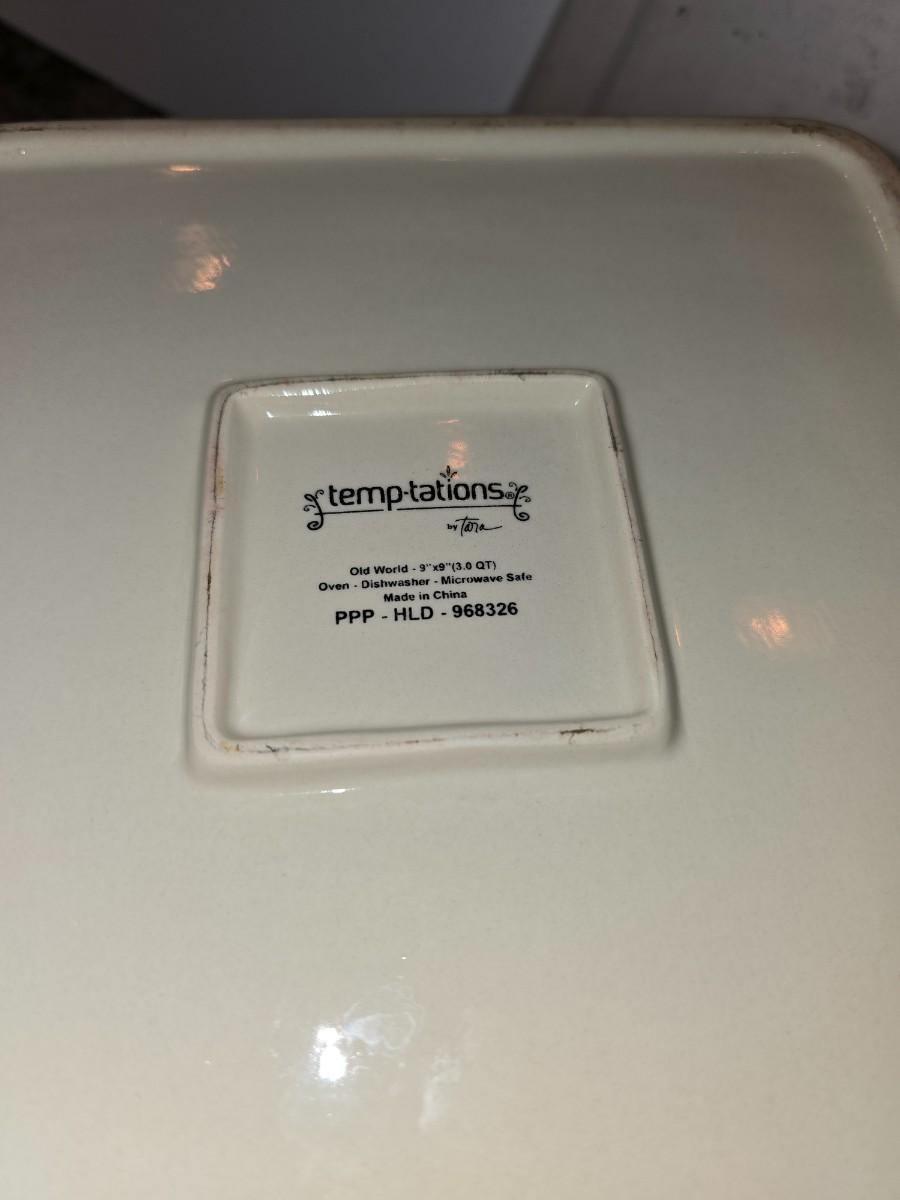 temp-tations®
by Tara
Old World - 9"x9"(3.0 QT)
Oven - Dishwasher - Microwave Safe
Made in China
PPP - HLD - 968326